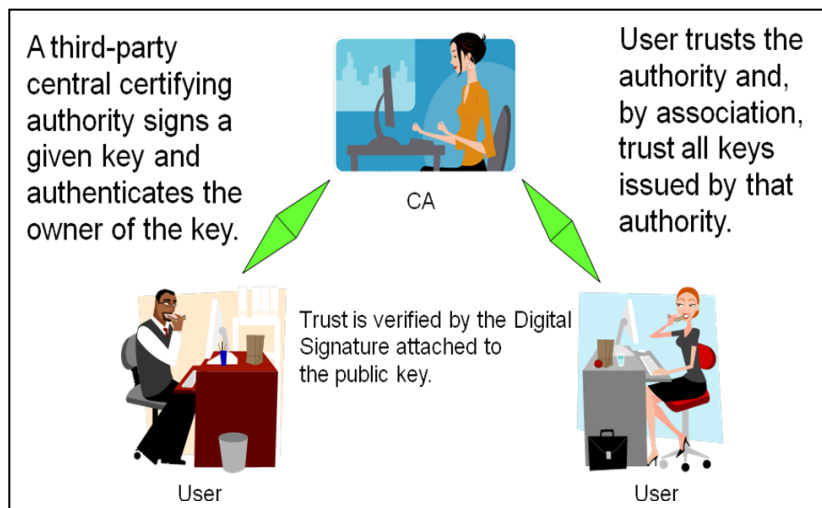 A third-party
central certifying
authority signs a
given key and
authenticates the
owner of the key.
User trusts the
authority and,
by association,
trust all keys
issued by that
authority.
CA
Trust is verified by the Digital
Signature attached to
the public key.
User
User